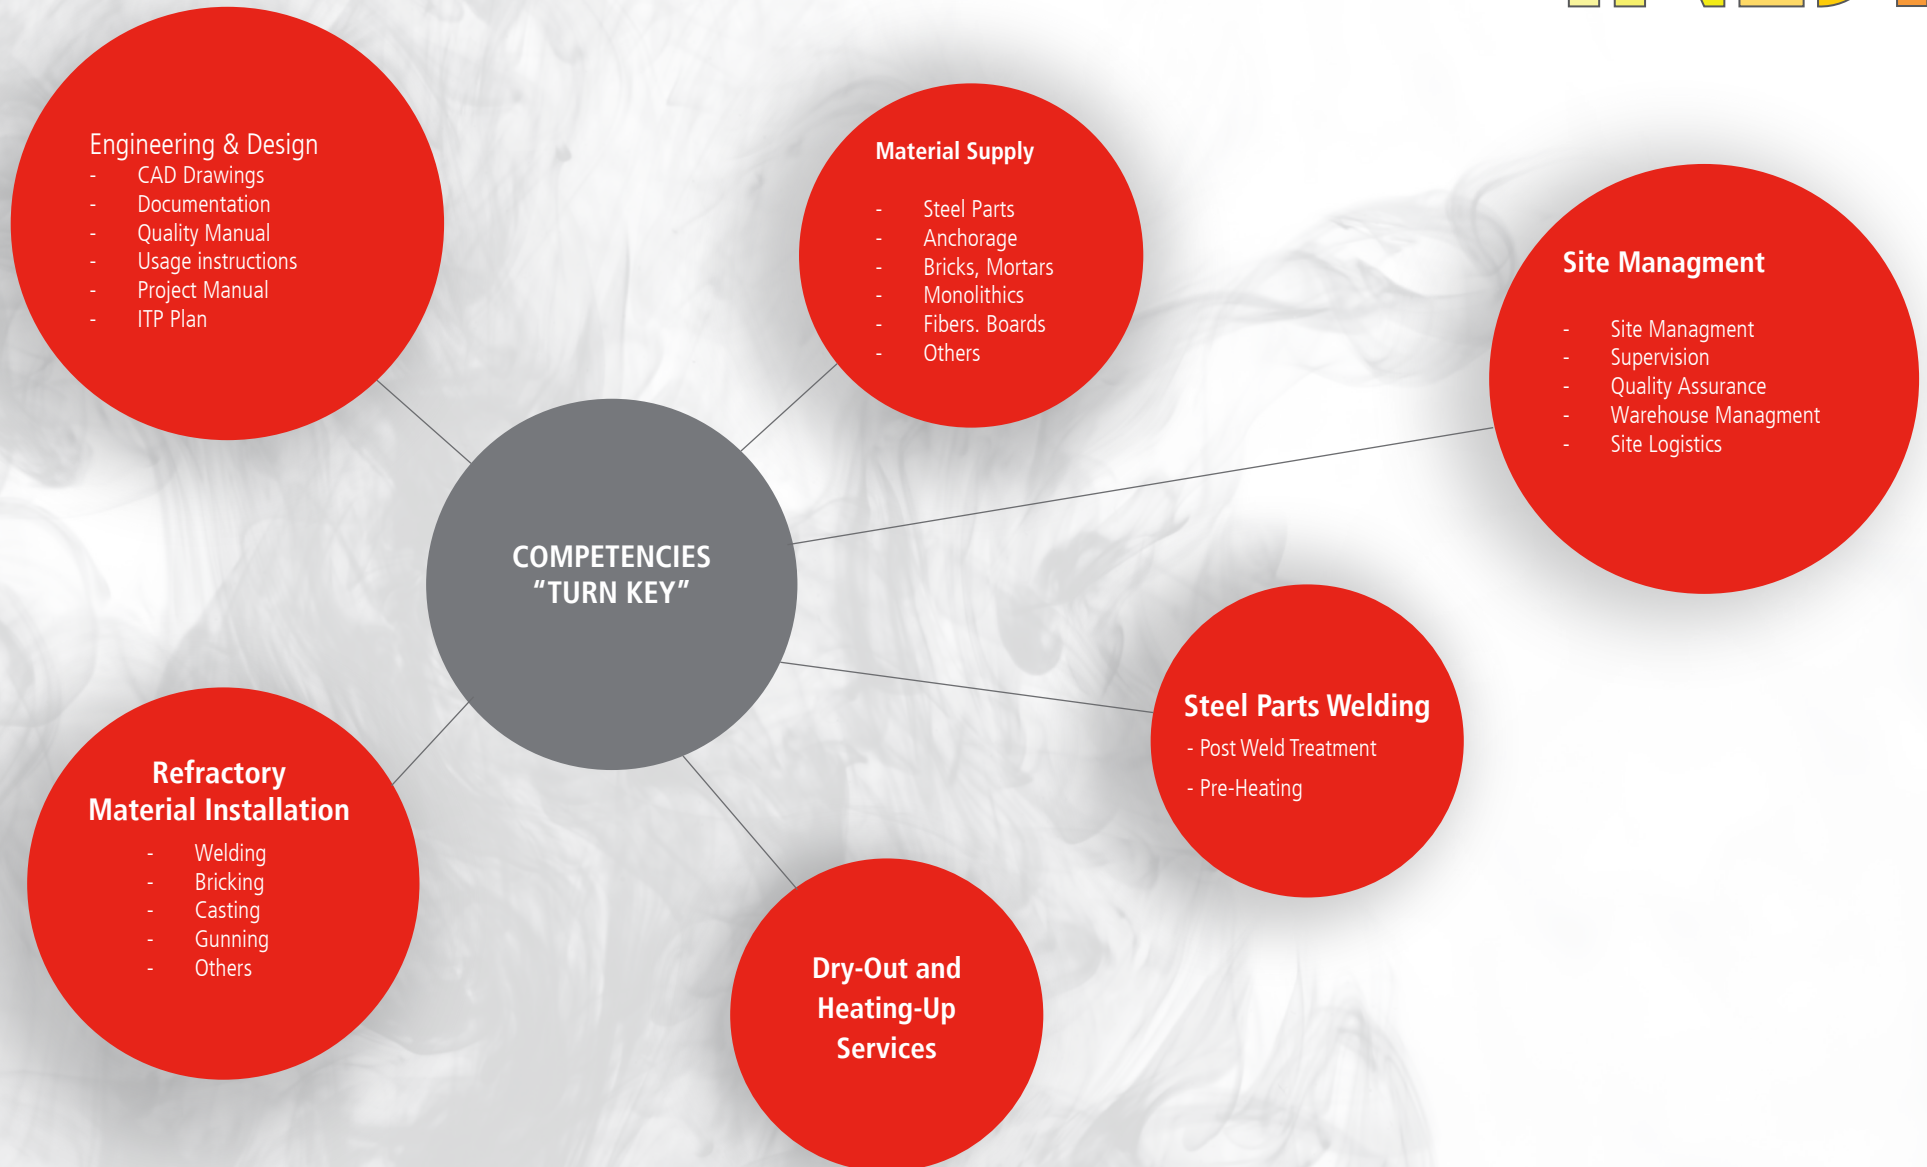 Engineering & Design
- CAD Drawings
- Documentation
- Quality Manual
- Usage instructions
- Project Manual
- ITP Plan
Material Supply
- Steel Parts
- Anchorage
- Bricks, Mortars
- Monolithics
- Fibers. Boards
- Others
Site Managment
- Site Managment
- Supervision
- Quality Assurance
- Warehouse Managment
- Site Logistics
COMPETENCIES
“TURN KEY”
Steel Parts Welding
- Post Weld Treatment
- Pre-Heating
Refractory
Material Installation
- Welding
- Bricking
- Casting
- Gunning
- Others
Dry-Out and
Heating-Up
Services